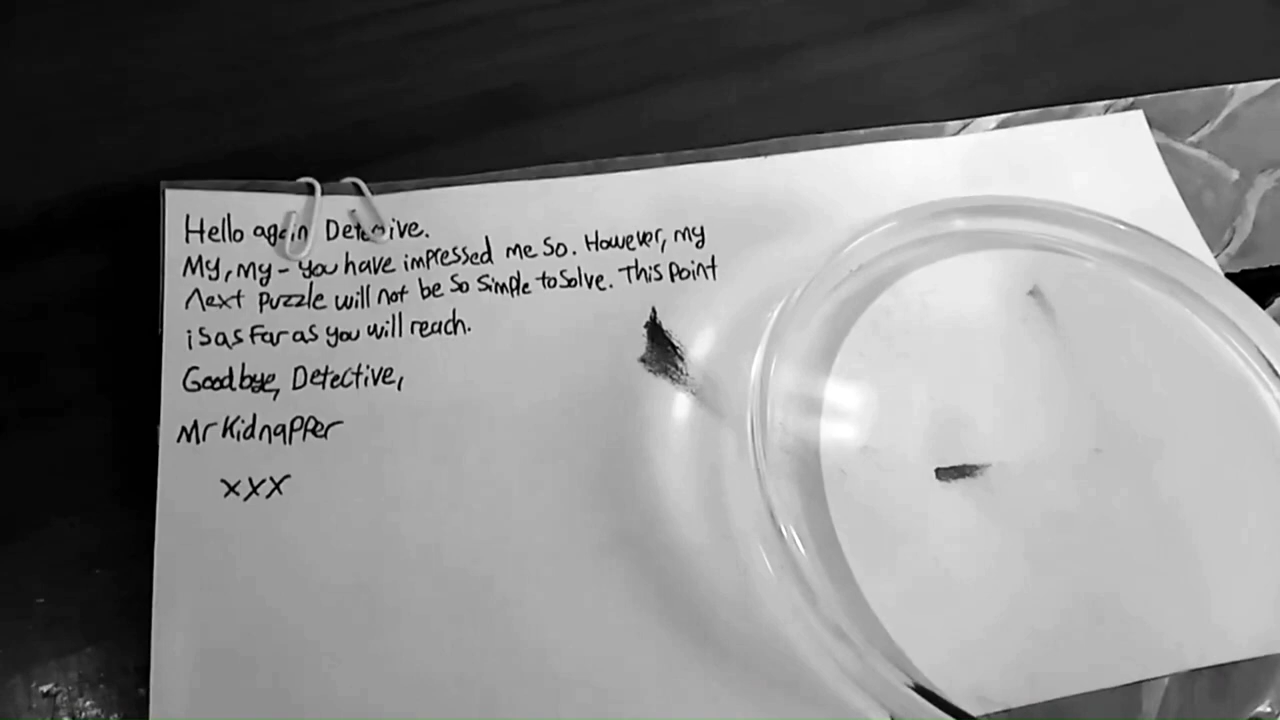 Hello again Detective.
My, my - you have impressed me so. However, my
next puzzle will not be so simple to solve. This point
is as far as you will reach.
Goodbye, Detective,
Mr Kidnapper
xxx